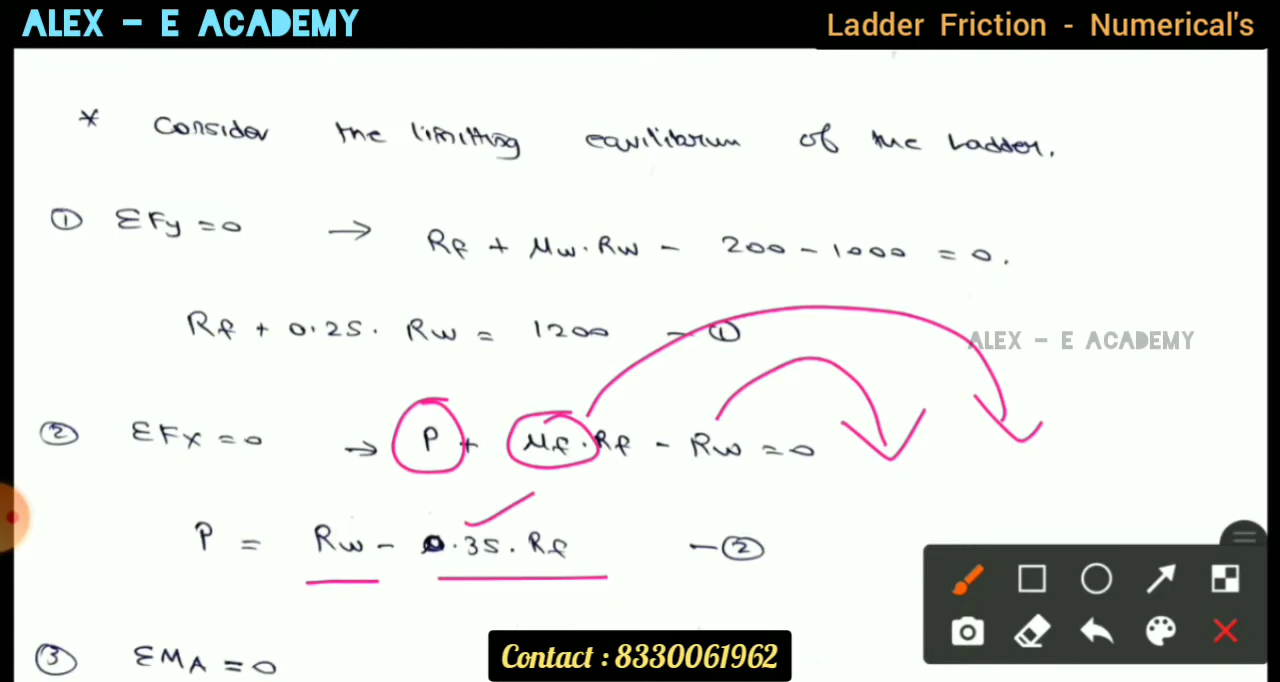 ALEX - E ACADEMY
Ladder Friction - Numerical's
* Consider the limitting equilibrium of the Ladder.
① ΣFy = 0 → Rf + μw.Rw - 200 - 1000 = 0.
Rf + 0.25. Rw = 1200 - ①
ALEX - E ACADEMY
② ΣFx = 0 → P + μf.Rf - Rw = 0
P = Rw - 0.35. Rf - ②
③ ΣMA = 0
Contact : 8330061962